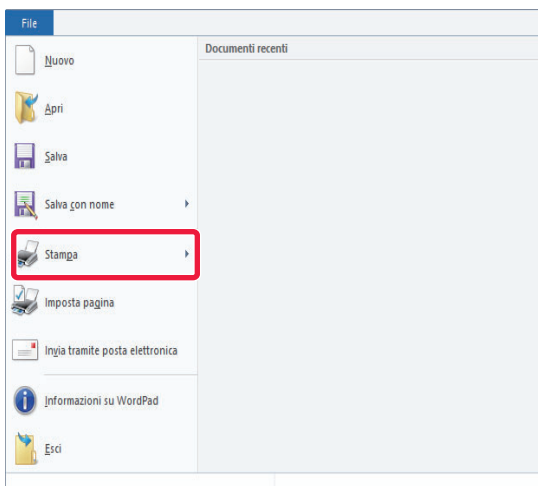 File
Documenti recenti
Nuovo
Apri
Salva
Salva con nome
Stampa
Imposta pagina
Invia tramite posta elettronica
Informazioni su WordPad
Esci